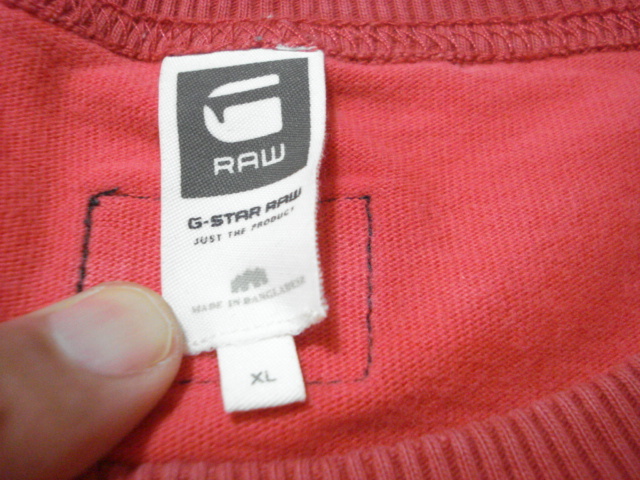 G
RAW
G-STAR RAW
JUST THE PRODUCT
MADE IN BANGLADESH
XL